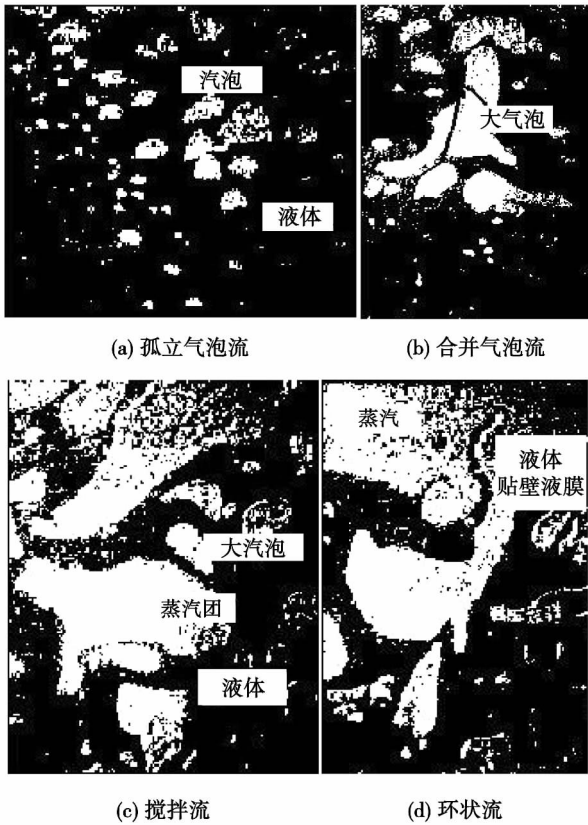 汽泡
液体
大气泡
(a) 孤立气泡流
(b) 合并气泡流
大汽泡
蒸汽团
液体
蒸汽
液体
贴壁液膜
(c) 搅拌流
(d) 环状流